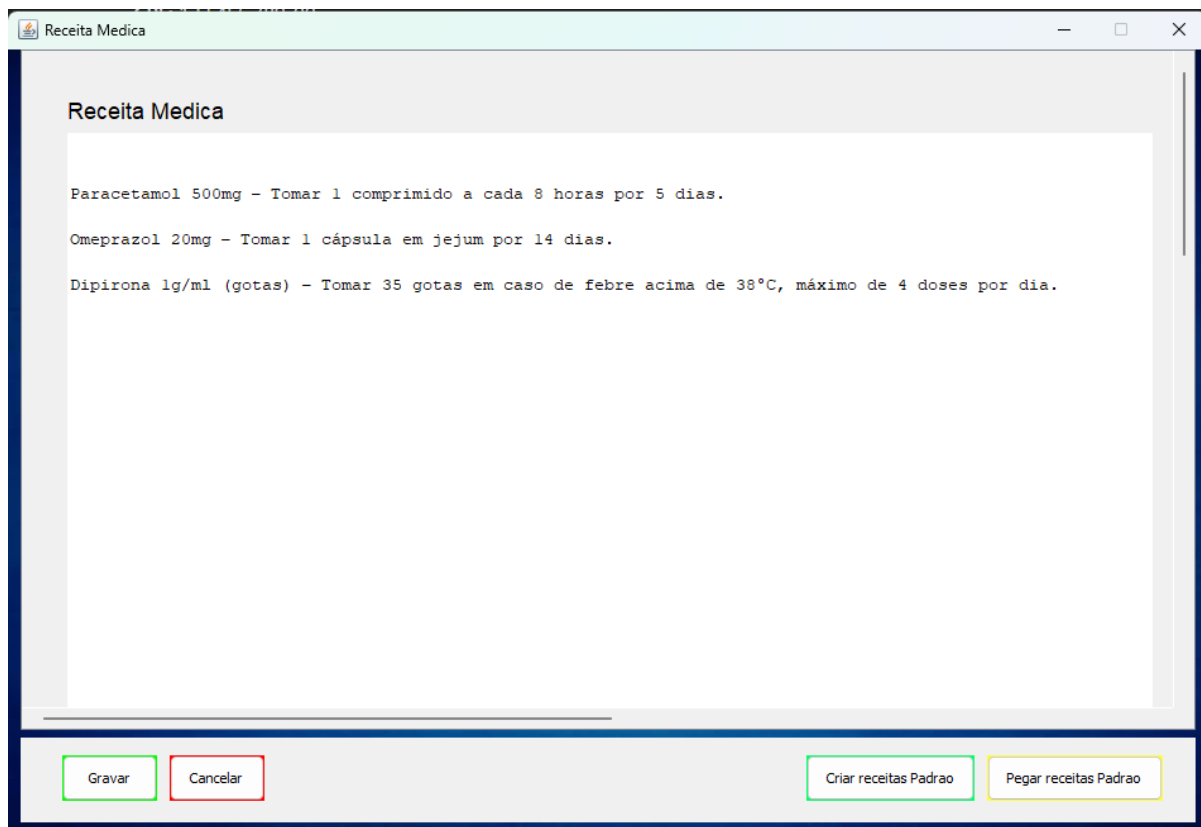 Receita Medica
Receita Medica
Paracetamol 500mg – Tomar 1 comprimido a cada 8 horas por 5 dias.
Omeprazol 20mg – Tomar 1 cápsula em jejum por 14 dias.
Dipirona 1g/ml (gotas) – Tomar 35 gotas em caso de febre acima de 38°C, máximo de 4 doses por dia.
Gravar
Cancelar
Criar receitas Padrao
Pegar receitas Padrao